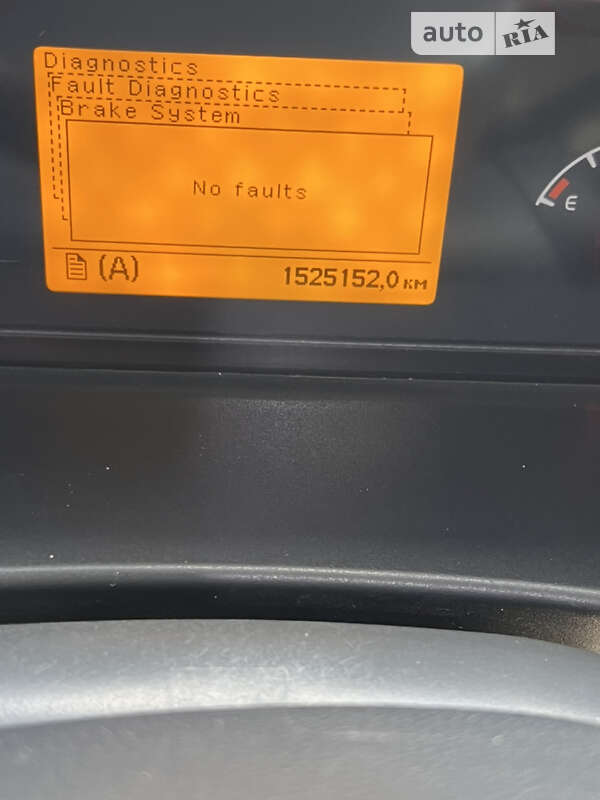 auto RIA
Diagnostics
Fault Diagnostics
Brake System
No faults
(A) 1525152,0 км
E